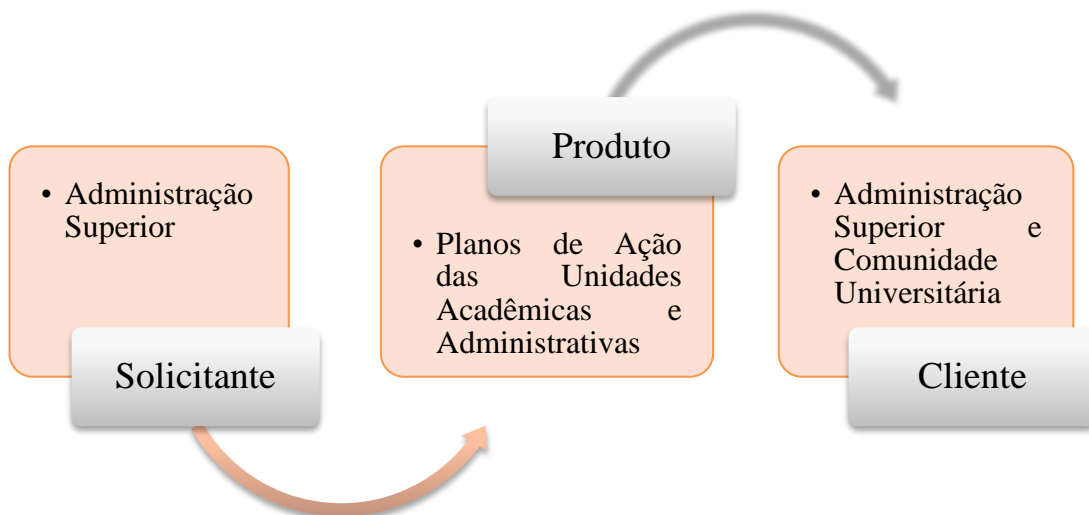 • Administração
Superior
Solicitante
Produto
• Planos de Ação
das Unidades
Acadêmicas e
Administrativas
• Administração
Superior e
Comunidade
Universitária
Cliente